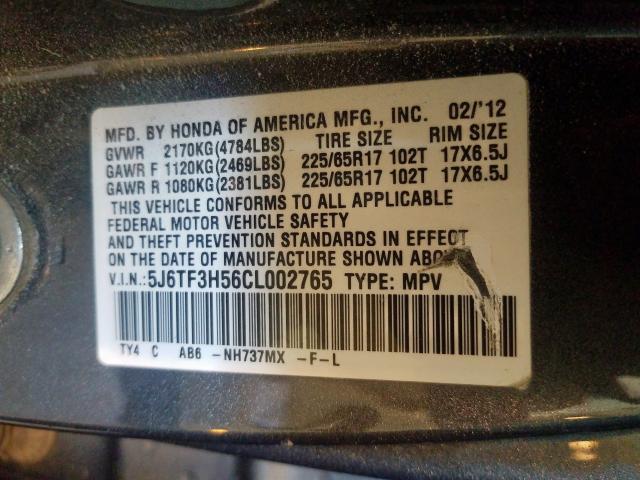 MFD. BY HONDA OF AMERICA MFG., INC. 02/'12
GVWR 2170KG(4784LBS) TIRE SIZE RIM SIZE
GAWR F 1120KG(2469LBS) 225/65R17 102T 17X6.5J
GAWR R 1080KG(2381LBS) 225/65R17 102T 17X6.5J
THIS VEHICLE CONFORMS TO ALL APPLICABLE
FEDERAL MOTOR VEHICLE SAFETY
AND THEFT PREVENTION STANDARDS IN EFFECT
ON THE DATE OF MANUFACTURE SHOWN
V.I.N.:5J6TF3H56CL002765 TYPE: MPV
TY4 C AB6 -NH737MX -F-L